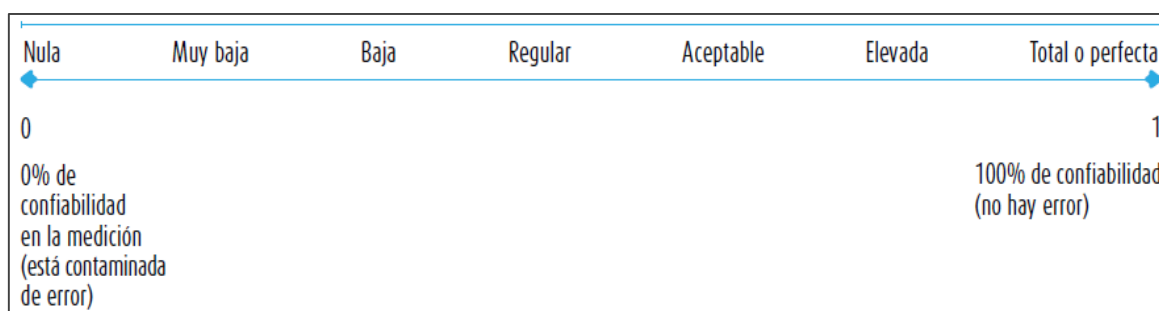 Nula Muy baja Baja Regular Aceptable Elevada Total o perfecta
0 1
0% de
confiabilidad
en la medición
(está contaminada
de error)
100% de confiabilidad
(no hay error)